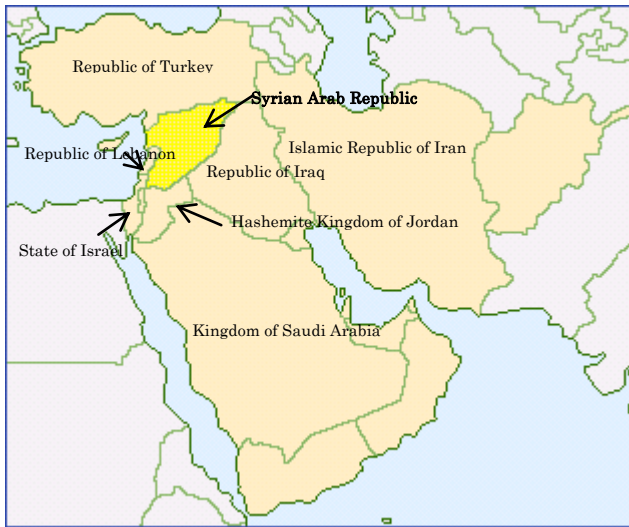 Republic of Turkey
Syrian Arab Republic
Islamic Republic of Iran
Republic of Lebanon
Republic of Iraq
Hashemite Kingdom of Jordan
State of Israel
Kingdom of Saudi Arabia